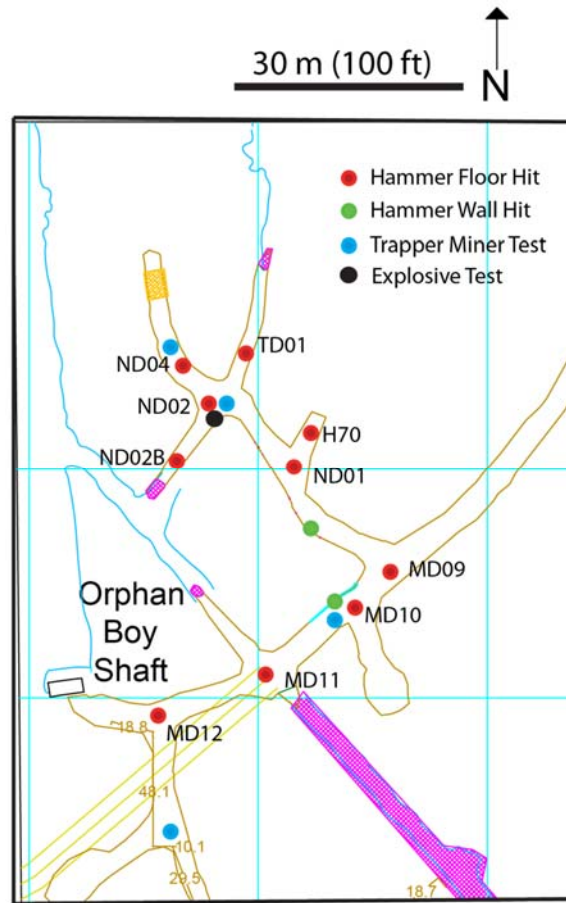 30 m (100 ft)
N
Hammer Floor Hit
Hammer Wall Hit
Trapper Miner Test
Explosive Test
TD01
ND04
ND02
H70
ND02B
ND01
MD09
Orphan
Boy
Shaft
MD10
MD11
MD12
18.8
48.1
10.1
29.5
18.7